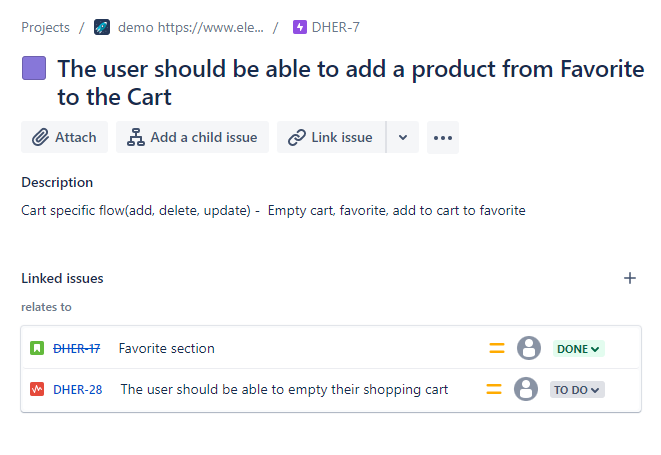 Projects / demo https://www.ele... / DHER-7
The user should be able to add a product from Favorite
to the Cart
Attach Add a child issue Link issue
Description
Cart specific flow(add, delete, update) - Empty cart, favorite, add to cart to favorite
Linked issues
relates to
DHER-17 Favorite section DONE
DHER-28 The user should be able to empty their shopping cart TO DO